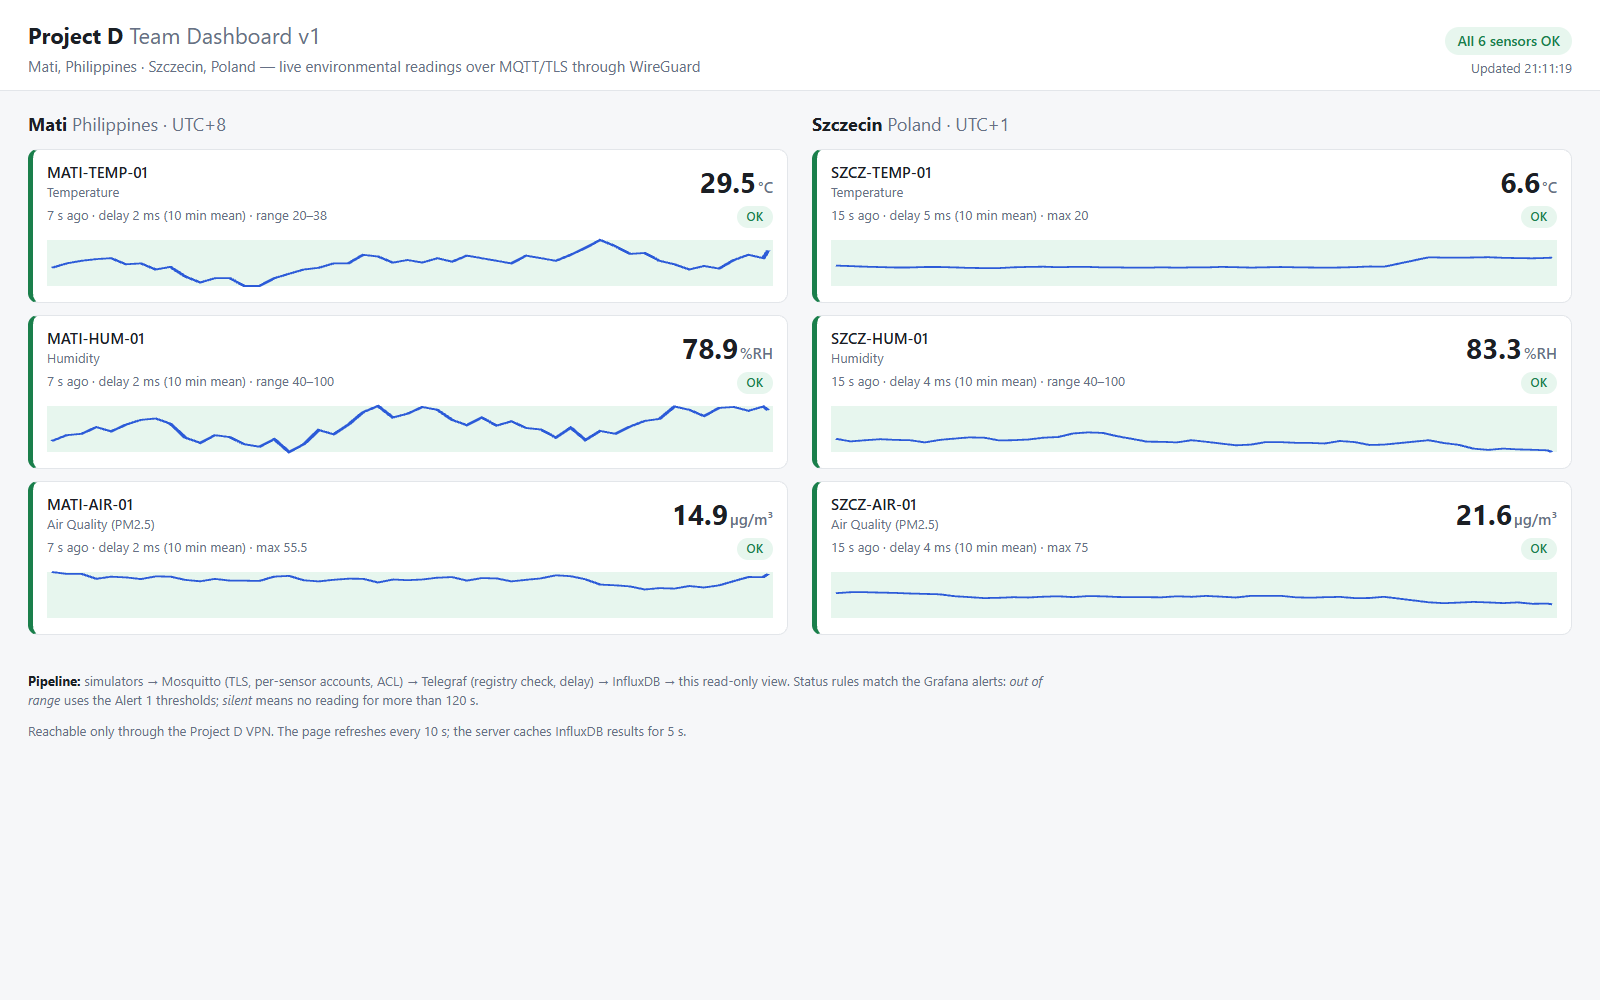 Project D Team Dashboard v1
Mati, Philippines · Szczecin, Poland — live environmental readings over MQTT/TLS through WireGuard
All 6 sensors OK
Updated 21:11:19
Mati Philippines · UTC+8
MATI-TEMP-01
Temperature
29.5 °C
7 s ago · delay 2 ms (10 min mean) · range 20–38
OK
MATI-HUM-01
Humidity
78.9 %RH
7 s ago · delay 2 ms (10 min mean) · range 40–100
OK
MATI-AIR-01
Air Quality (PM2.5)
14.9 µg/m³
7 s ago · delay 2 ms (10 min mean) · max 55.5
OK
Szczecin Poland · UTC+1
SZCZ-TEMP-01
Temperature
6.6 °C
15 s ago · delay 5 ms (10 min mean) · max 20
OK
SZCZ-HUM-01
Humidity
83.3 %RH
15 s ago · delay 4 ms (10 min mean) · range 40–100
OK
SZCZ-AIR-01
Air Quality (PM2.5)
21.6 µg/m³
15 s ago · delay 4 ms (10 min mean) · max 75
OK
Pipeline: simulators → Mosquitto (TLS, per-sensor accounts, ACL) → Telegraf (registry check, delay) → InfluxDB → this read-only view. Status rules match the Grafana alerts: out of
range uses the Alert 1 thresholds; silent means no reading for more than 120 s.
Reachable only through the Project D VPN. The page refreshes every 10 s; the server caches InfluxDB results for 5 s.